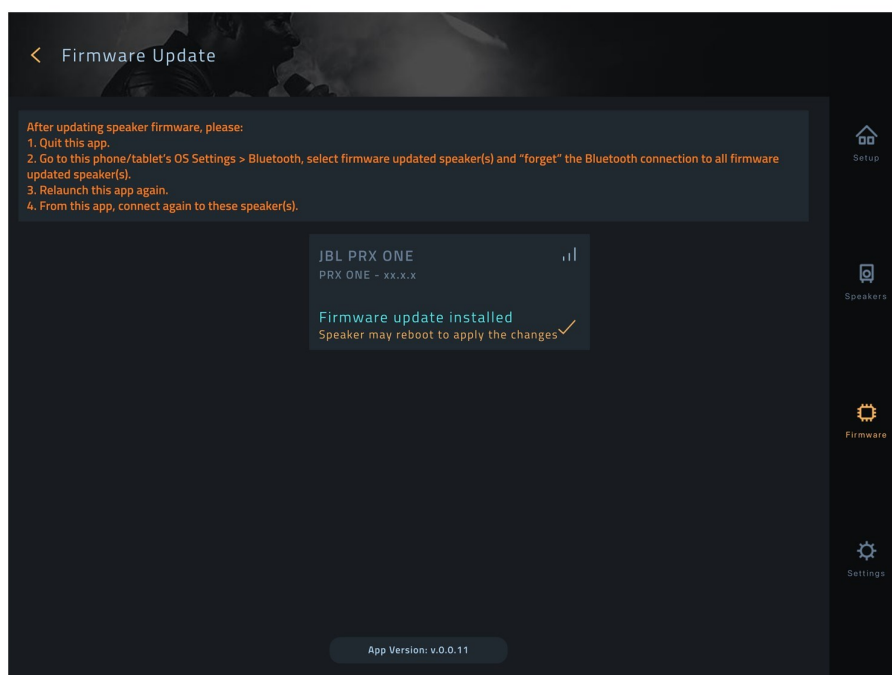 Firmware Update
After updating speaker firmware, please:
1. Quit this app.
2. Go to this phone/tablet's OS Settings > Bluetooth, select firmware updated speaker(s) and "forget" the Bluetooth connection to all firmware
updated speaker(s).
3. Relaunch this app again.
4. From this app, connect again to these speaker(s).
JBL PRX ONE
PRX ONE - xx.x.x
Firmware update installed
Speaker may reboot to apply the changes
Setup
Speakers
Firmware
Settings
App Version: v.0.0.11